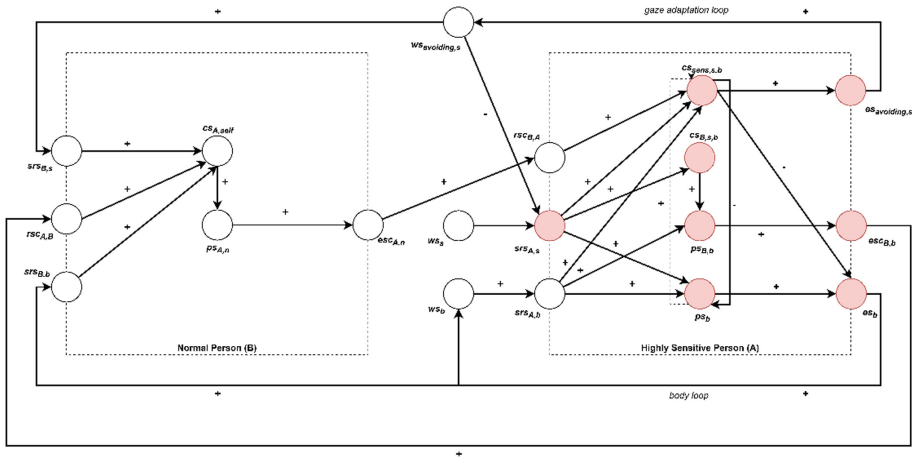 +
gaze adaptation loop
+
ws_avoiding,s
cs_sens,s,b
+
es_avoiding,s
-
cs_A,self
rsc_B,A
+
cs_B,s,b
-
+
srs_B,s
+
+
+
+
+
+
-
rsc_A,B
+
+
+
ps_A,n
esc_A,n
ws_s
srs_A,s
+
ps_B,b
+
esc_B,b
srs_B,b
+
+
+
+
+
ws_b
srs_A,b
ps_b
es_b
Normal Person (B)
Highly Sensitive Person (A)
+
body loop
+
+